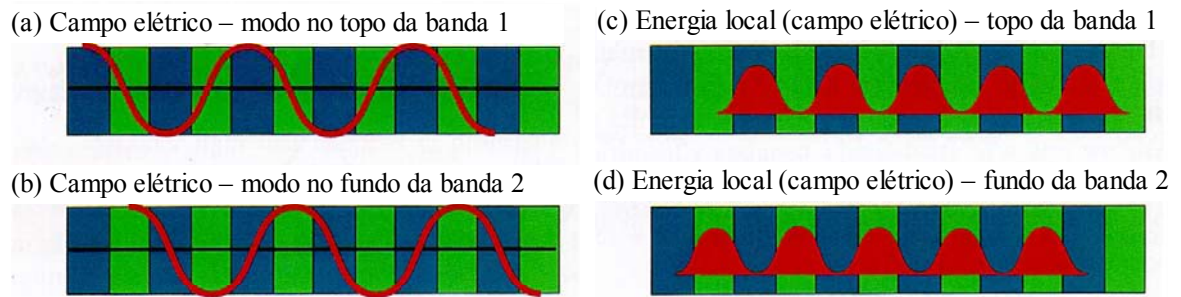 (a) Campo elétrico – modo no topo da banda 1
(b) Campo elétrico – modo no fundo da banda 2
(c) Energia local (campo elétrico) – topo da banda 1
(d) Energia local (campo elétrico) – fundo da banda 2